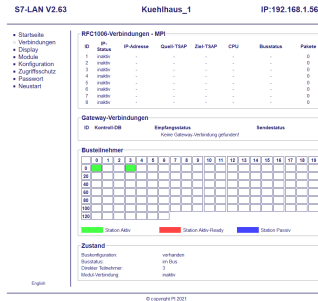 S7-LAN V2.63 Kuehlhaus_1 IP:192.168.1.56
Startseite
Verbindungen
Display
Module
Konfiguration
Zugriffsschutz
Passwort
Neustart
English
RFC1006-Verbindungen - MPI
ID IP-Status IP-Adresse Quell-TSAP Ziel-TSAP CPU Busstatus Pakete
1 inaktiv - - - - - 0
2 inaktiv - - - - - 0
3 inaktiv - - - - - 0
4 inaktiv - - - - - 0
5 inaktiv - - - - - 0
6 inaktiv - - - - - 0
7 inaktiv - - - - - 0
8 inaktiv - - - - - 0
Gateway-Verbindungen
ID Kontroll-DB Empfangsstatus Sendestatus
Keine Gateway-Verbindung gefunden!
Busteilnehmer
0 1 2 3 4 5 6 7 8 9 10 11 12 13 14 15 16 17 18 19
0
20
40
60
80
100
120
Station Aktiv Station Aktiv-Ready Station Passiv
Zustand
Buskonfiguration: vorhanden
Busstatus: im Bus
Direkter Teilnehmer: 3
Modul-Verbindung: inaktiv
© copyright PI 2021